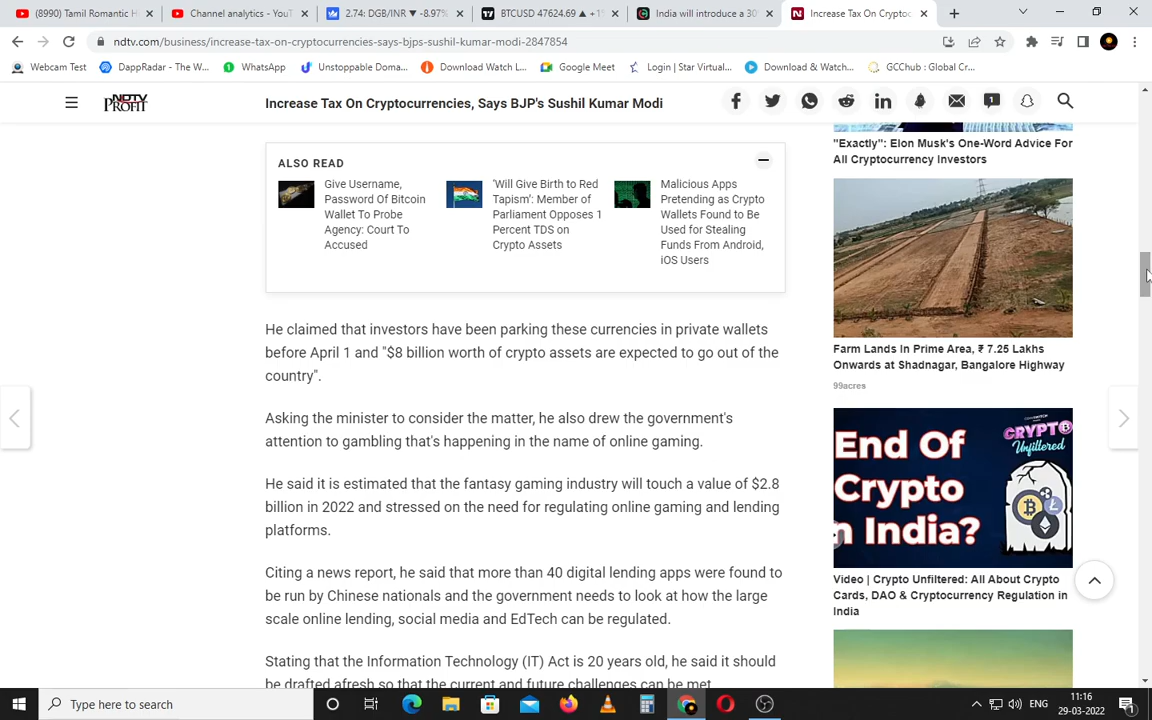 (8990) Tamil Romantic H
Channel analytics - YouT
2.74: DGB/INR ▼ -8.97%
BTCUSD 47624.69 ▲ +1
India will introduce a 30
Increase Tax On Cryptoc
ndtv.com/business/increase-tax-on-cryptocurrencies-says-bjps-sushil-kumar-modi-2847854
Webcam Test
DappRadar - The W...
WhatsApp
Unstoppable Doma...
Download Watch L...
Google Meet
Login | Star Virtual...
Download & Watch...
GCChub : Global Cr...
NDTV
PROFIT
Increase Tax On Cryptocurrencies, Says BJP's Sushil Kumar Modi
ALSO READ
Give Username,
Password Of Bitcoin
Wallet To Probe
Agency: Court To
Accused
'Will Give Birth to Red
Tapism': Member of
Parliament Opposes 1
Percent TDS on
Crypto Assets
Malicious Apps
Pretending as Crypto
Wallets Found to Be
Used for Stealing
Funds From Android,
iOS Users
He claimed that investors have been parking these currencies in private wallets
before April 1 and "$8 billion worth of crypto assets are expected to go out of the
country".
Asking the minister to consider the matter, he also drew the government's
attention to gambling that's happening in the name of online gaming.
He said it is estimated that the fantasy gaming industry will touch a value of $2.8
billion in 2022 and stressed on the need for regulating online gaming and lending
platforms.
Citing a news report, he said that more than 40 digital lending apps were found to
be run by Chinese nationals and the government needs to look at how the large
scale online lending, social media and EdTech can be regulated.
Stating that the Information Technology (IT) Act is 20 years old, he said it should
be drafted afresh so that the current and future challenges can be met
"Exactly": Elon Musk's One-Word Advice For
All Cryptocurrency Investors
Farm Lands In Prime Area, ₹ 7.25 Lakhs
Onwards at Shadnagar, Bangalore Highway
99acres
End Of
Crypto
n India?
CRYPTO
Unfiltered
Video | Crypto Unfiltered: All About Crypto
Cards, DAO & Cryptocurrency Regulation in
India
Type here to search
ENG
11:16
29-03-2022